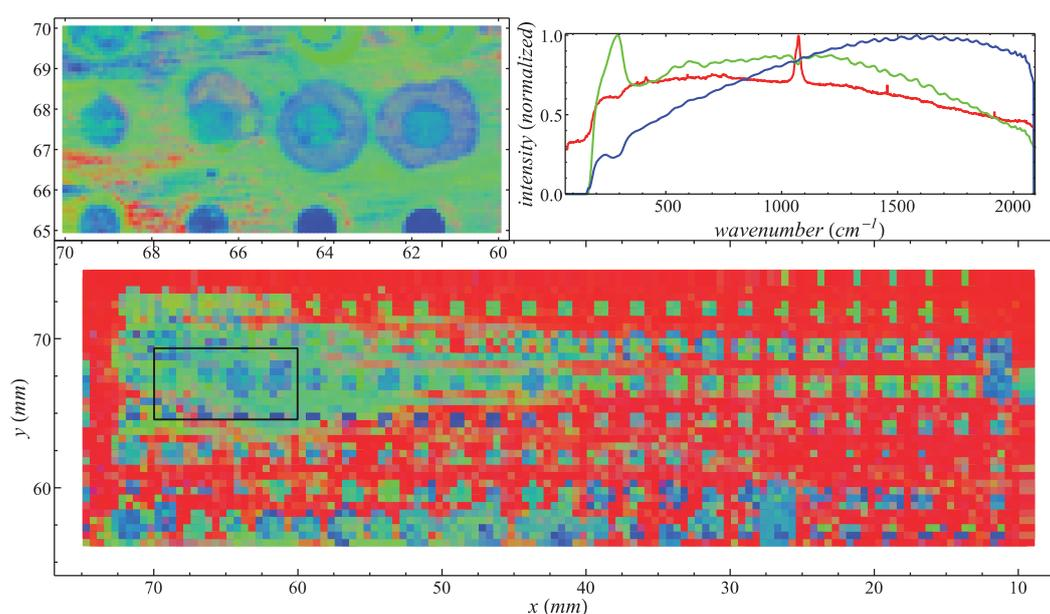 70
69
68
67
66
65
70 68 66 64 62 60
intensity (normalized)
1.0
0.5
0.0
500 1000 1500 2000
wavenumber (cm⁻¹)
y (mm)
70
60
70 60 50 40 30 20 10
x (mm)